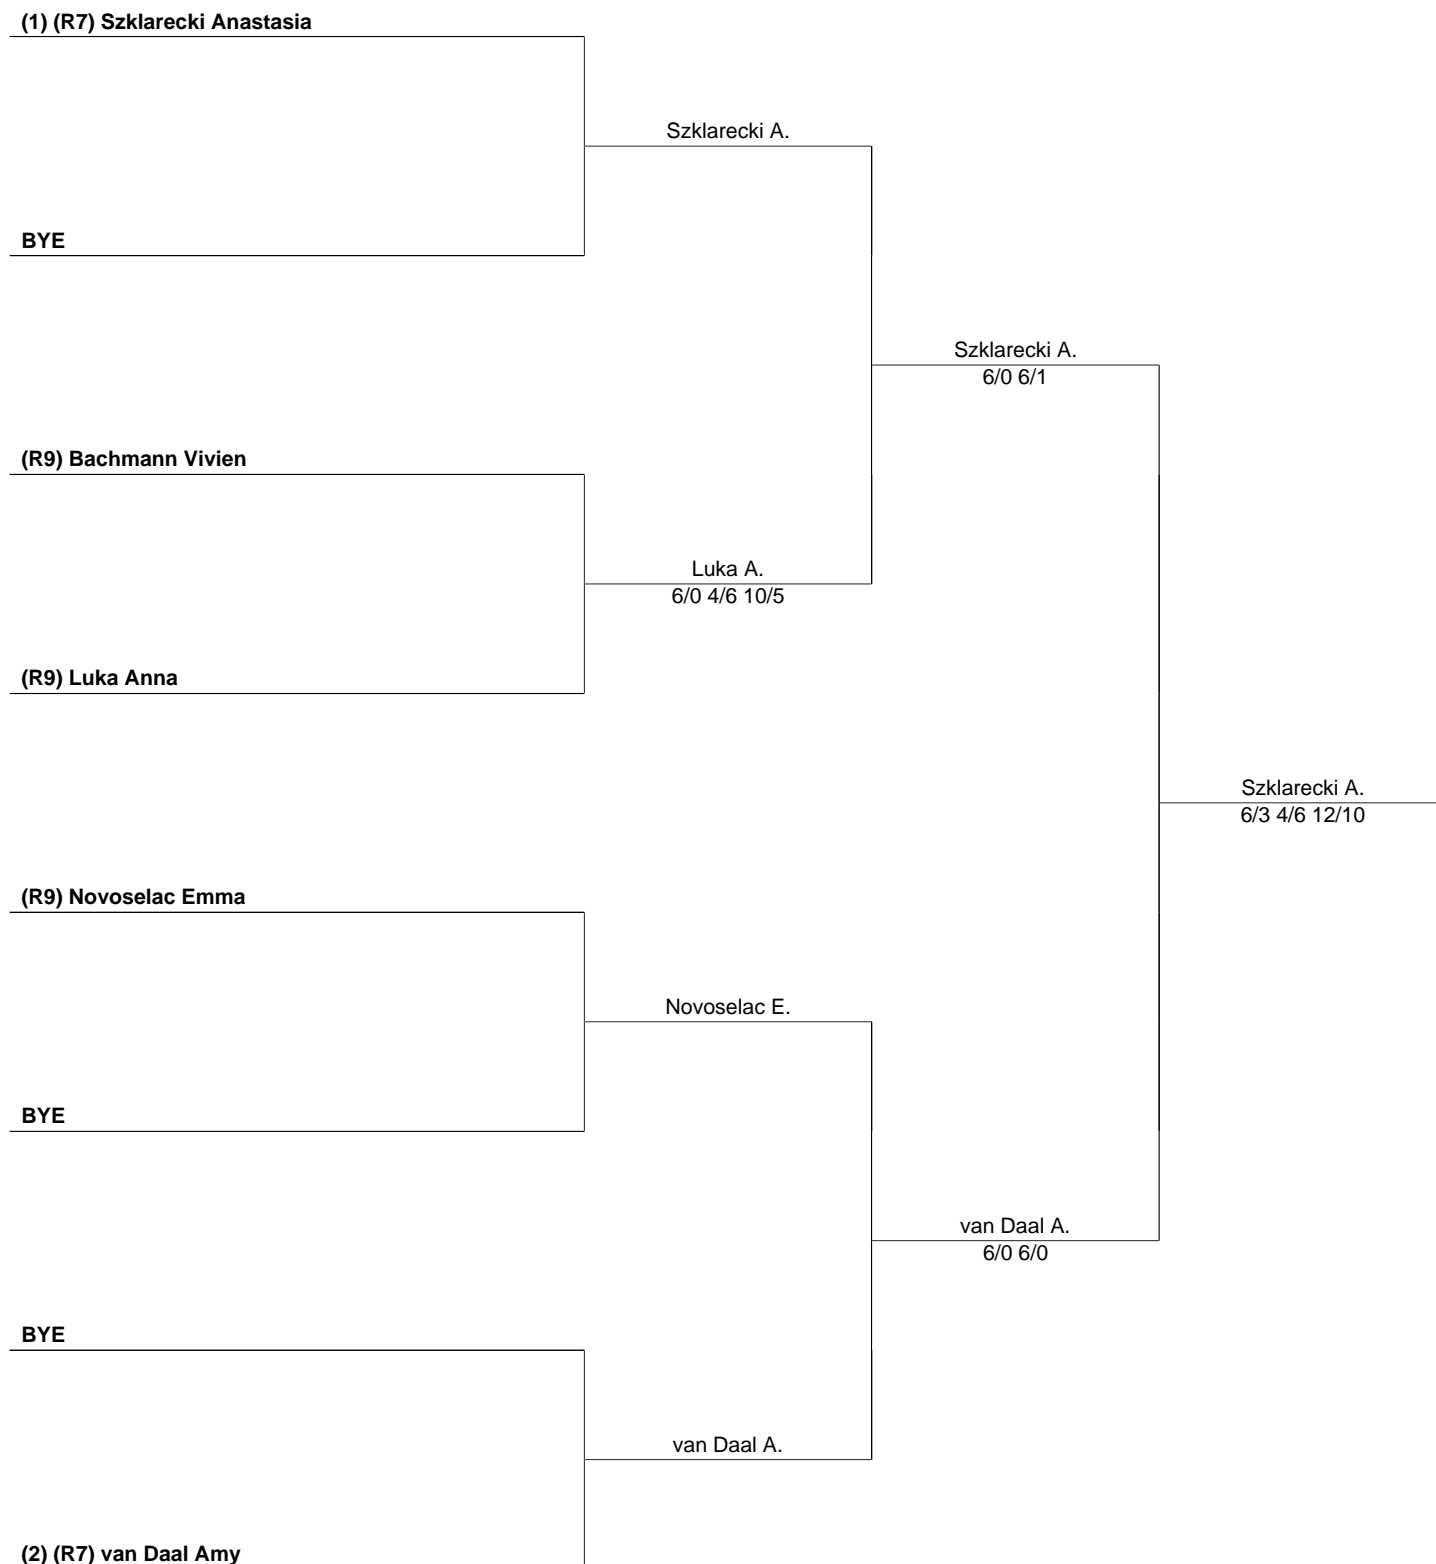 (1) (R7) Szklarecki Anastasia
Szklarecki A.
BYE
Szklarecki A.
6/0 6/1
(R9) Bachmann Vivien
Luka A.
6/0 4/6 10/5
(R9) Luka Anna
Szklarecki A.
6/3 4/6 12/10
(R9) Novoselac Emma
Novoselac E.
BYE
van Daal A.
6/0 6/0
BYE
van Daal A.
(2) (R7) van Daal Amy